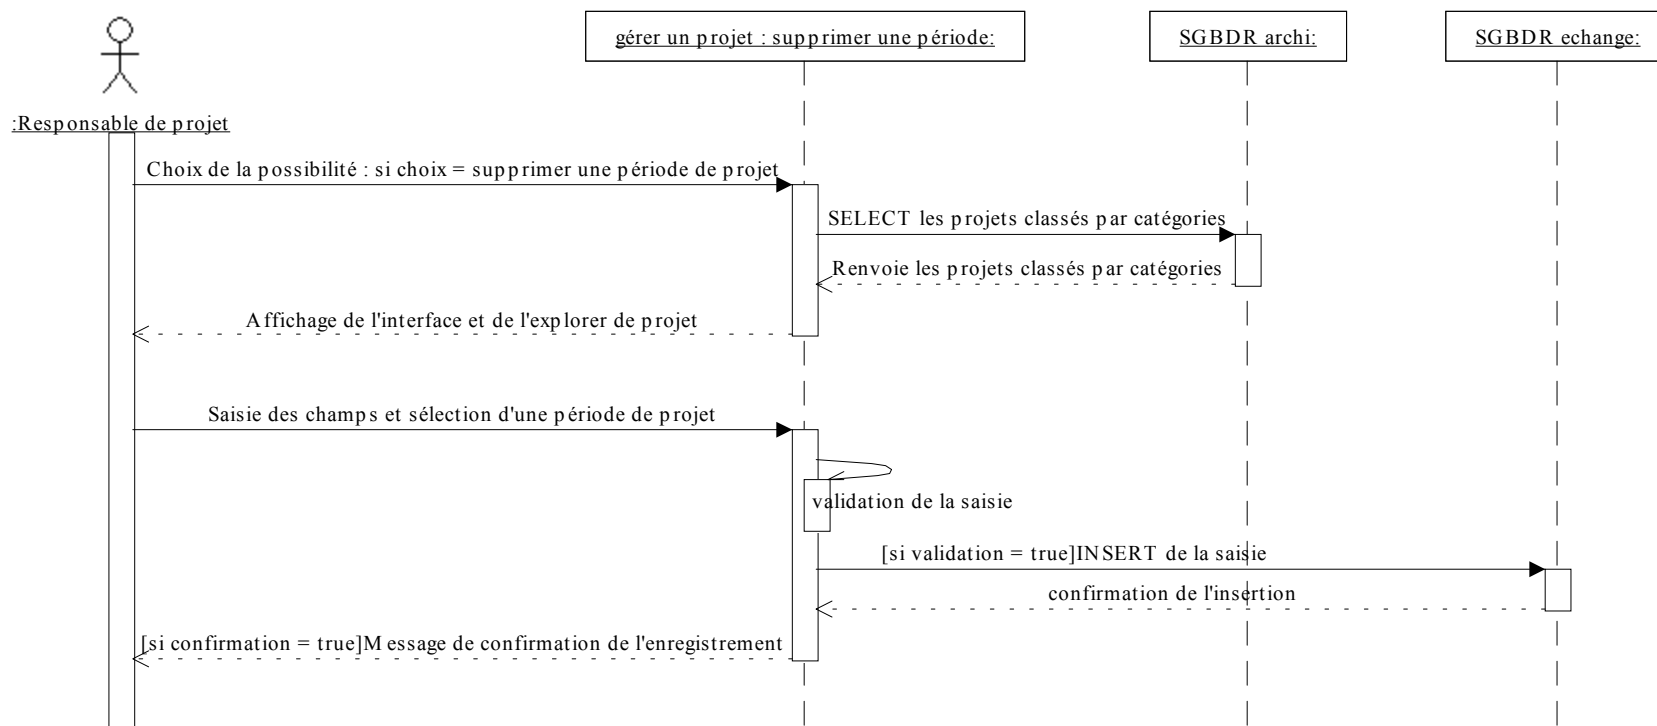 gérer un projet : supprimer une période:
SGBDR archi:
SGBDR echange:
:Responsable de projet
Choix de la possibilité : si choix = supprimer une période de projet
SELECT les projets classés par catégories
Renvoie les projets classés par catégories
Affichage de l'interface et de l'explorer de projet
Saisie des champs et sélection d'une période de projet
validation de la saisie
[si validation = true]INSERT de la saisie
confirmation de l'insertion
[si confirmation = true]Message de confirmation de l'enregistrement